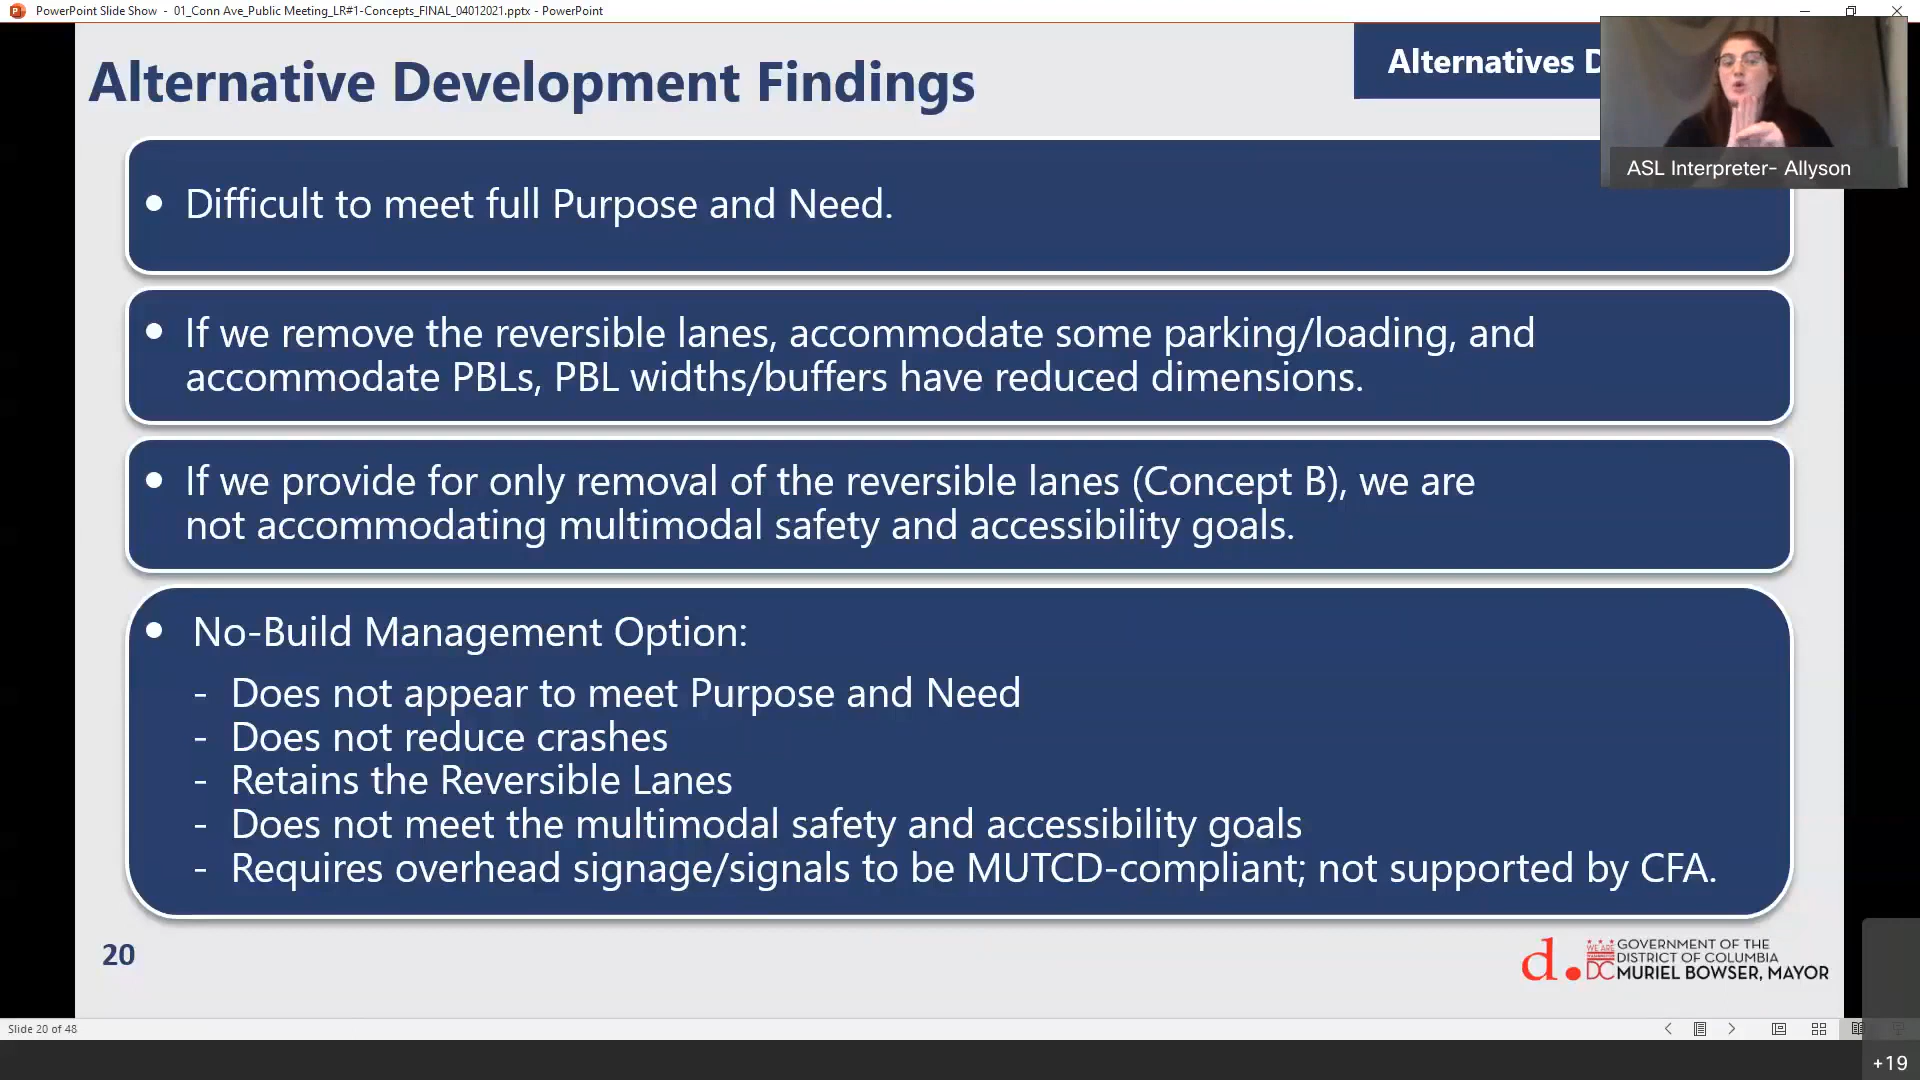 PowerPoint Slide Show - 01_Conn Ave_Public Meeting_LR#1-Concepts_FINAL_04012021.pptx - PowerPoint
Alternative Development Findings
Alternatives D
ASL Interpreter- Allyson
• Difficult to meet full Purpose and Need.
• If we remove the reversible lanes, accommodate some parking/loading, and
accommodate PBLs, PBL widths/buffers have reduced dimensions.
• If we provide for only removal of the reversible lanes (Concept B), we are
not accommodating multimodal safety and accessibility goals.
• No-Build Management Option:
- Does not appear to meet Purpose and Need
- Does not reduce crashes
- Retains the Reversible Lanes
- Does not meet the multimodal safety and accessibility goals
- Requires overhead signage/signals to be MUTCD-compliant; not supported by CFA.
20
d.
WE ARE
WASHINGTON
DC
GOVERNMENT OF THE
DISTRICT OF COLUMBIA
MURIEL BOWSER, MAYOR
Slide 20 of 48
+19